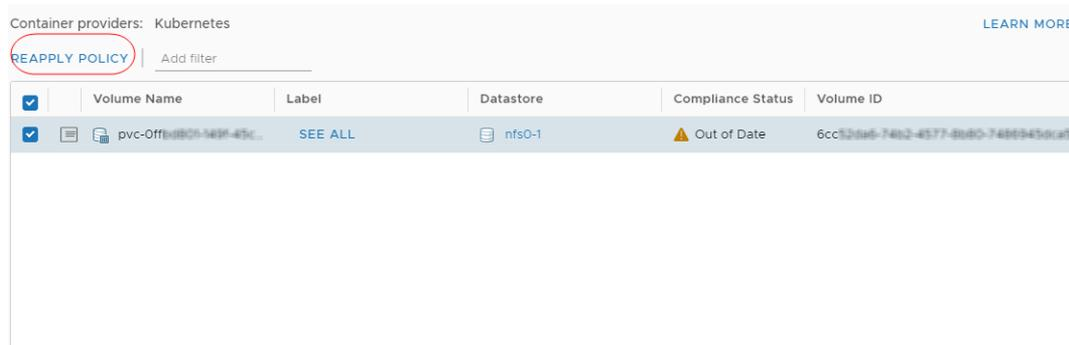 Container providers: Kubernetes LEARN MORE
REAPPLY POLICY Add filter
Volume Name Label Datastore Compliance Status Volume ID
pvc-0ff SEE ALL nfs0-1 Out of Date 6cc